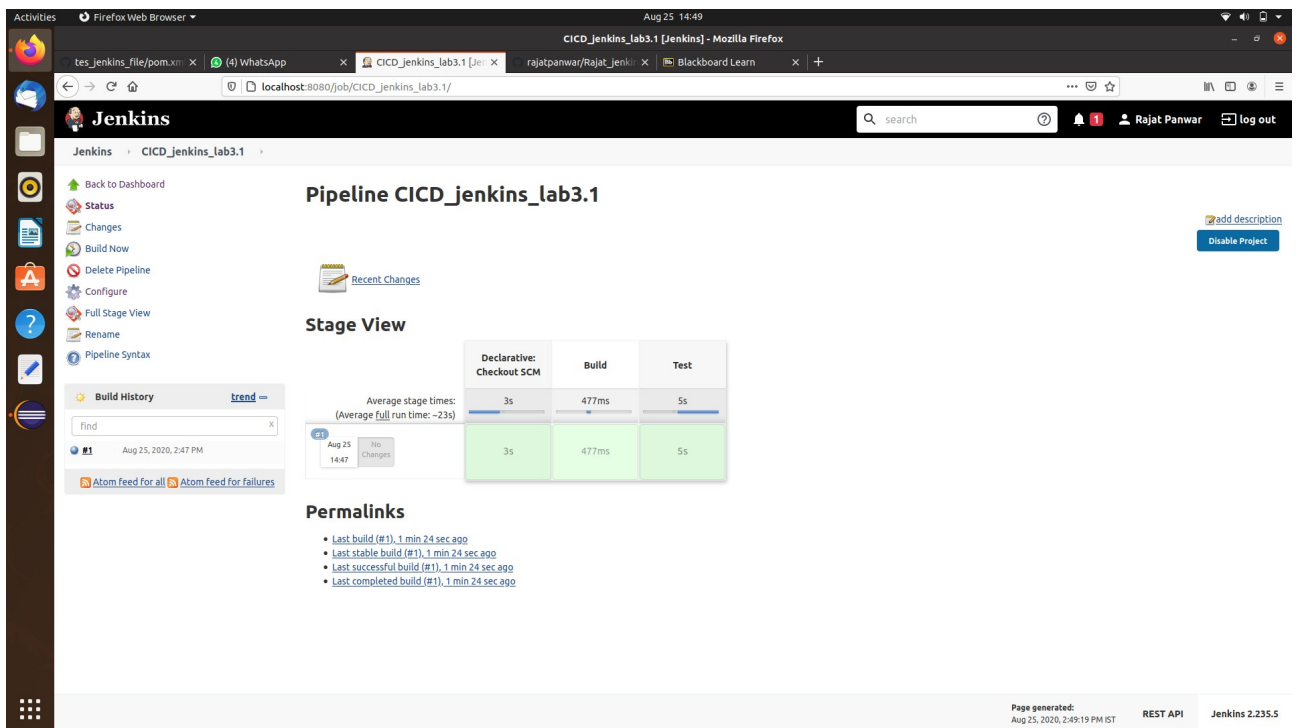 Activities Firefox Web Browser Aug 25 14:49
CICD_jenkins_lab3.1 [Jenkins] - Mozilla Firefox
tes_jenkins_file/pom.xm (4) WhatsApp CICD_jenkins_lab3.1 [Jen rajatpanwar/Rajat_jenkin Bb Blackboard Learn
localhost:8080/job/CICD_jenkins_lab3.1/
Jenkins search 1 Rajat Panwar log out
Jenkins CICD_jenkins_lab3.1
Back to Dashboard
Status
Changes
Build Now
Delete Pipeline
Configure
Full Stage View
Rename
Pipeline Syntax
Build History trend
find x
#1 Aug 25, 2020, 2:47 PM
Atom feed for all Atom feed for failures
Pipeline CICD_jenkins_lab3.1
add description
Disable Project
Recent Changes
Stage View
Declarative:
Checkout SCM
Build
Test
Average stage times: 3s 477ms 5s
(Average full run time: ~23s)
#1
Aug 25
14:47
No
Changes
3s 477ms 5s
Permalinks
Last build (#1), 1 min 24 sec ago
Last stable build (#1), 1 min 24 sec ago
Last successful build (#1), 1 min 24 sec ago
Last completed build (#1), 1 min 24 sec ago
Page generated:
Aug 25, 2020, 2:49:19 PM IST
REST API Jenkins 2.235.5